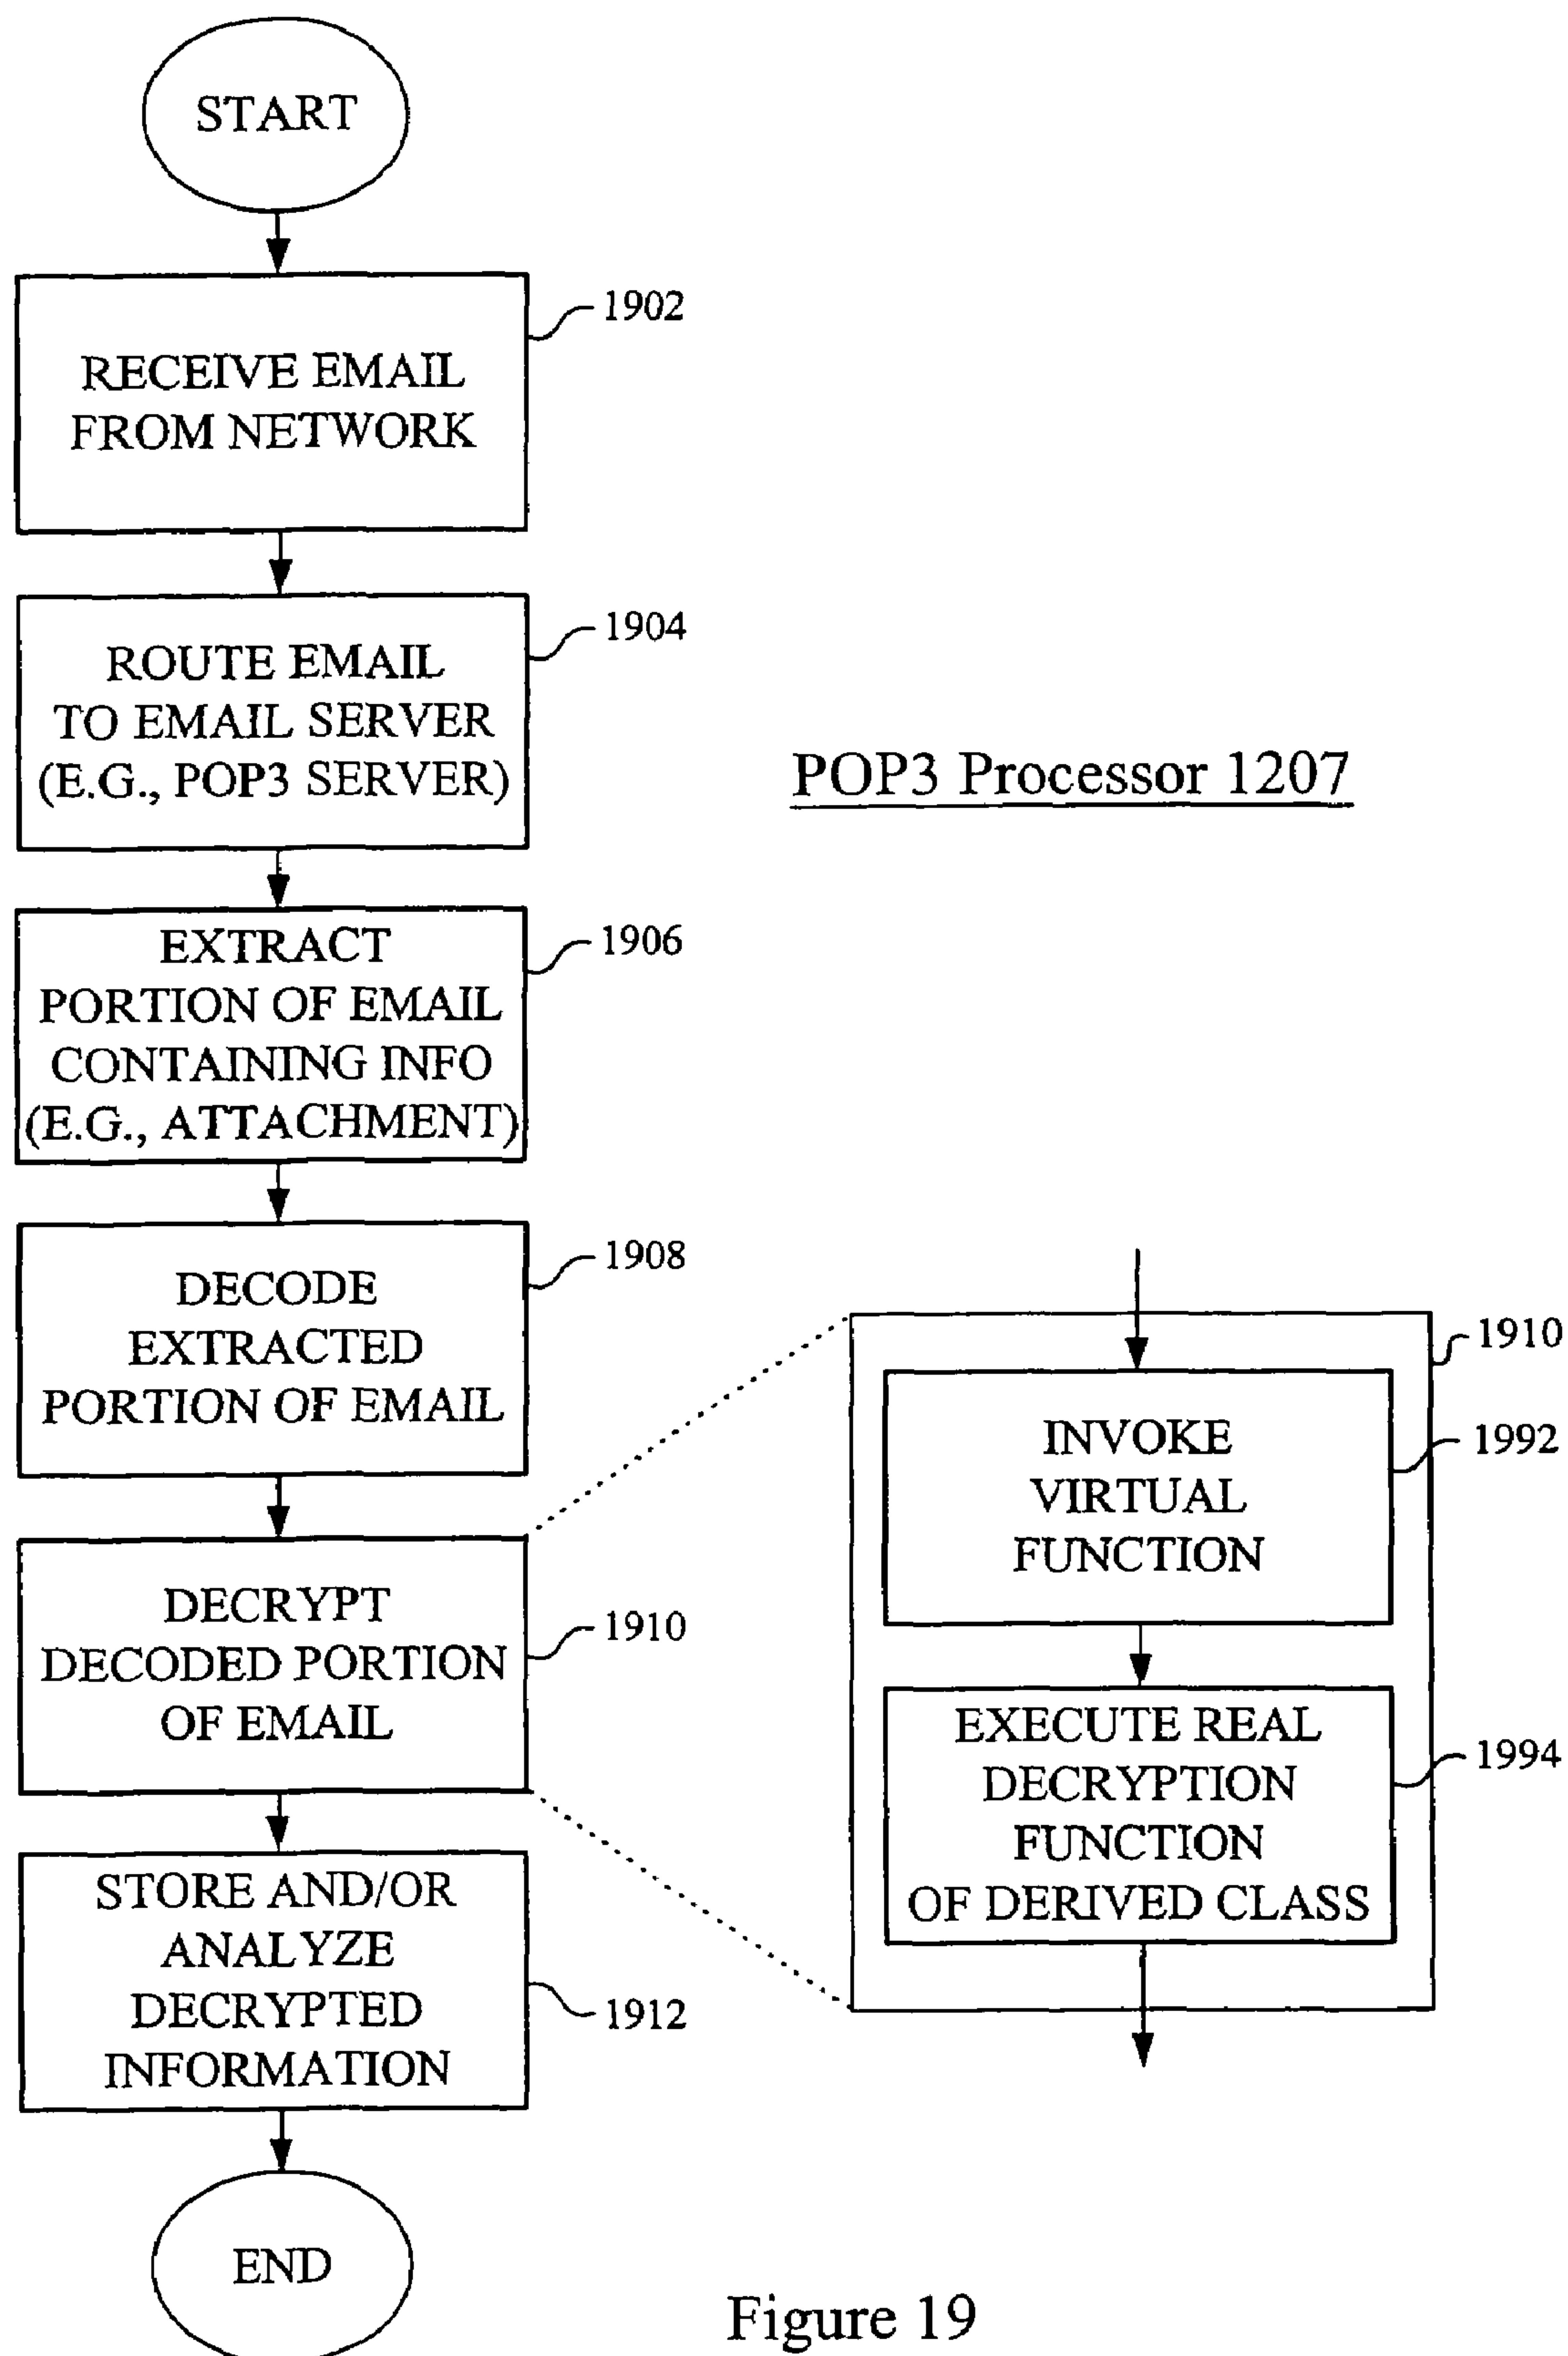 START
1902
RECEIVE EMAIL
FROM NETWORK
1904
ROUTE EMAIL
TO EMAIL SERVER
(E.G., POP3 SERVER)
POP3 Processor 1207
1906
EXTRACT
PORTION OF EMAIL
CONTAINING INFO
(E.G., ATTACHMENT)
1908
DECODE
EXTRACTED
PORTION OF EMAIL
1910
DECRYPT
DECODED PORTION
OF EMAIL
1910
INVOKE
VIRTUAL
FUNCTION
1992
EXECUTE REAL
DECRYPTION
FUNCTION
OF DERIVED CLASS
1994
STORE AND/OR
ANALYZE
DECRYPTED
INFORMATION
1912
END
Figure 19